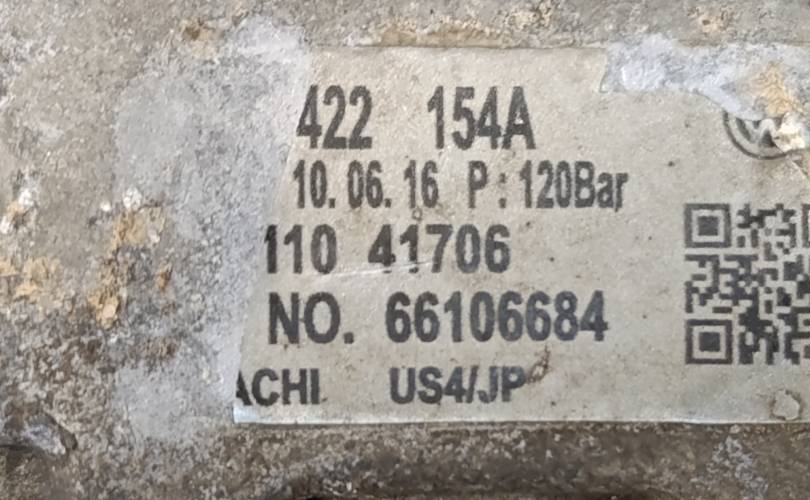 422 154A
10. 06. 16 P : 120Bar
110 41706
NO. 66106684
ACHI US4/JP